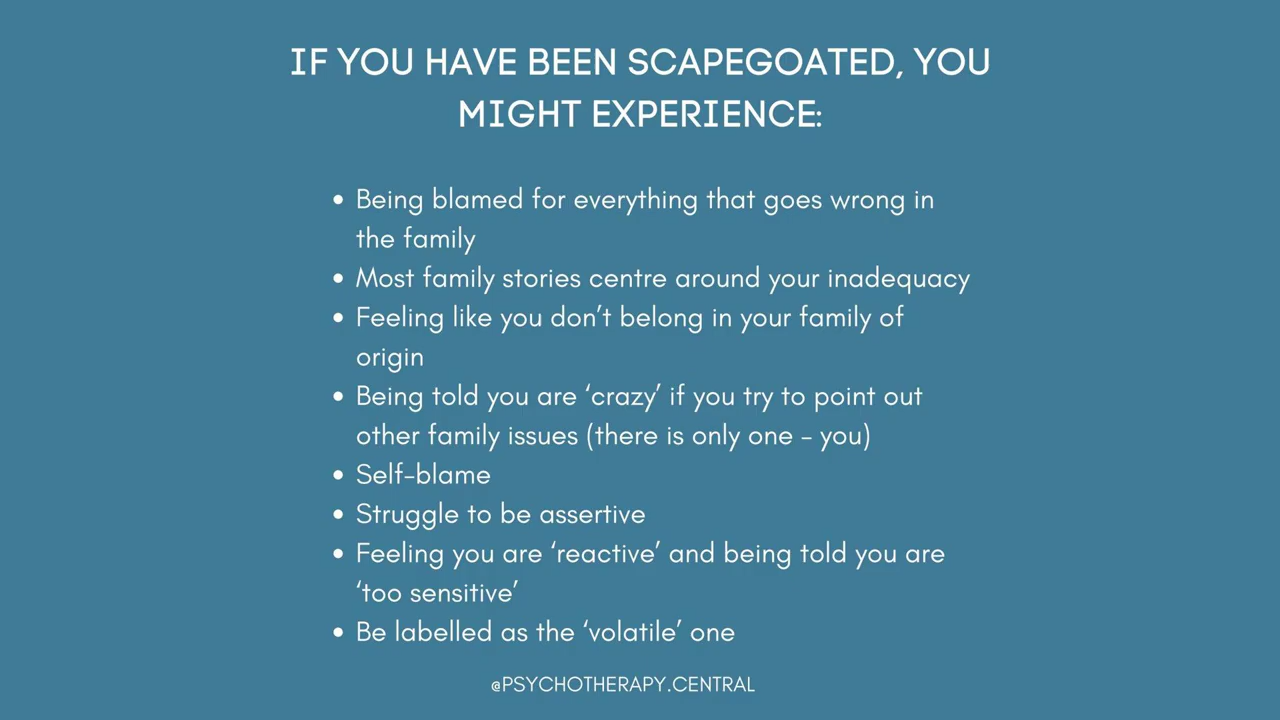 IF YOU HAVE BEEN SCAPEGOATED, YOU
MIGHT EXPERIENCE:
• Being blamed for everything that goes wrong in
the family
• Most family stories centre around your inadequacy
• Feeling like you don't belong in your family of
origin
• Being told you are 'crazy' if you try to point out
other family issues (there is only one - you)
• Self-blame
• Struggle to be assertive
• Feeling you are 'reactive' and being told you are
'too sensitive'
• Be labelled as the 'volatile' one
@PSYCHOTHERAPY.CENTRAL